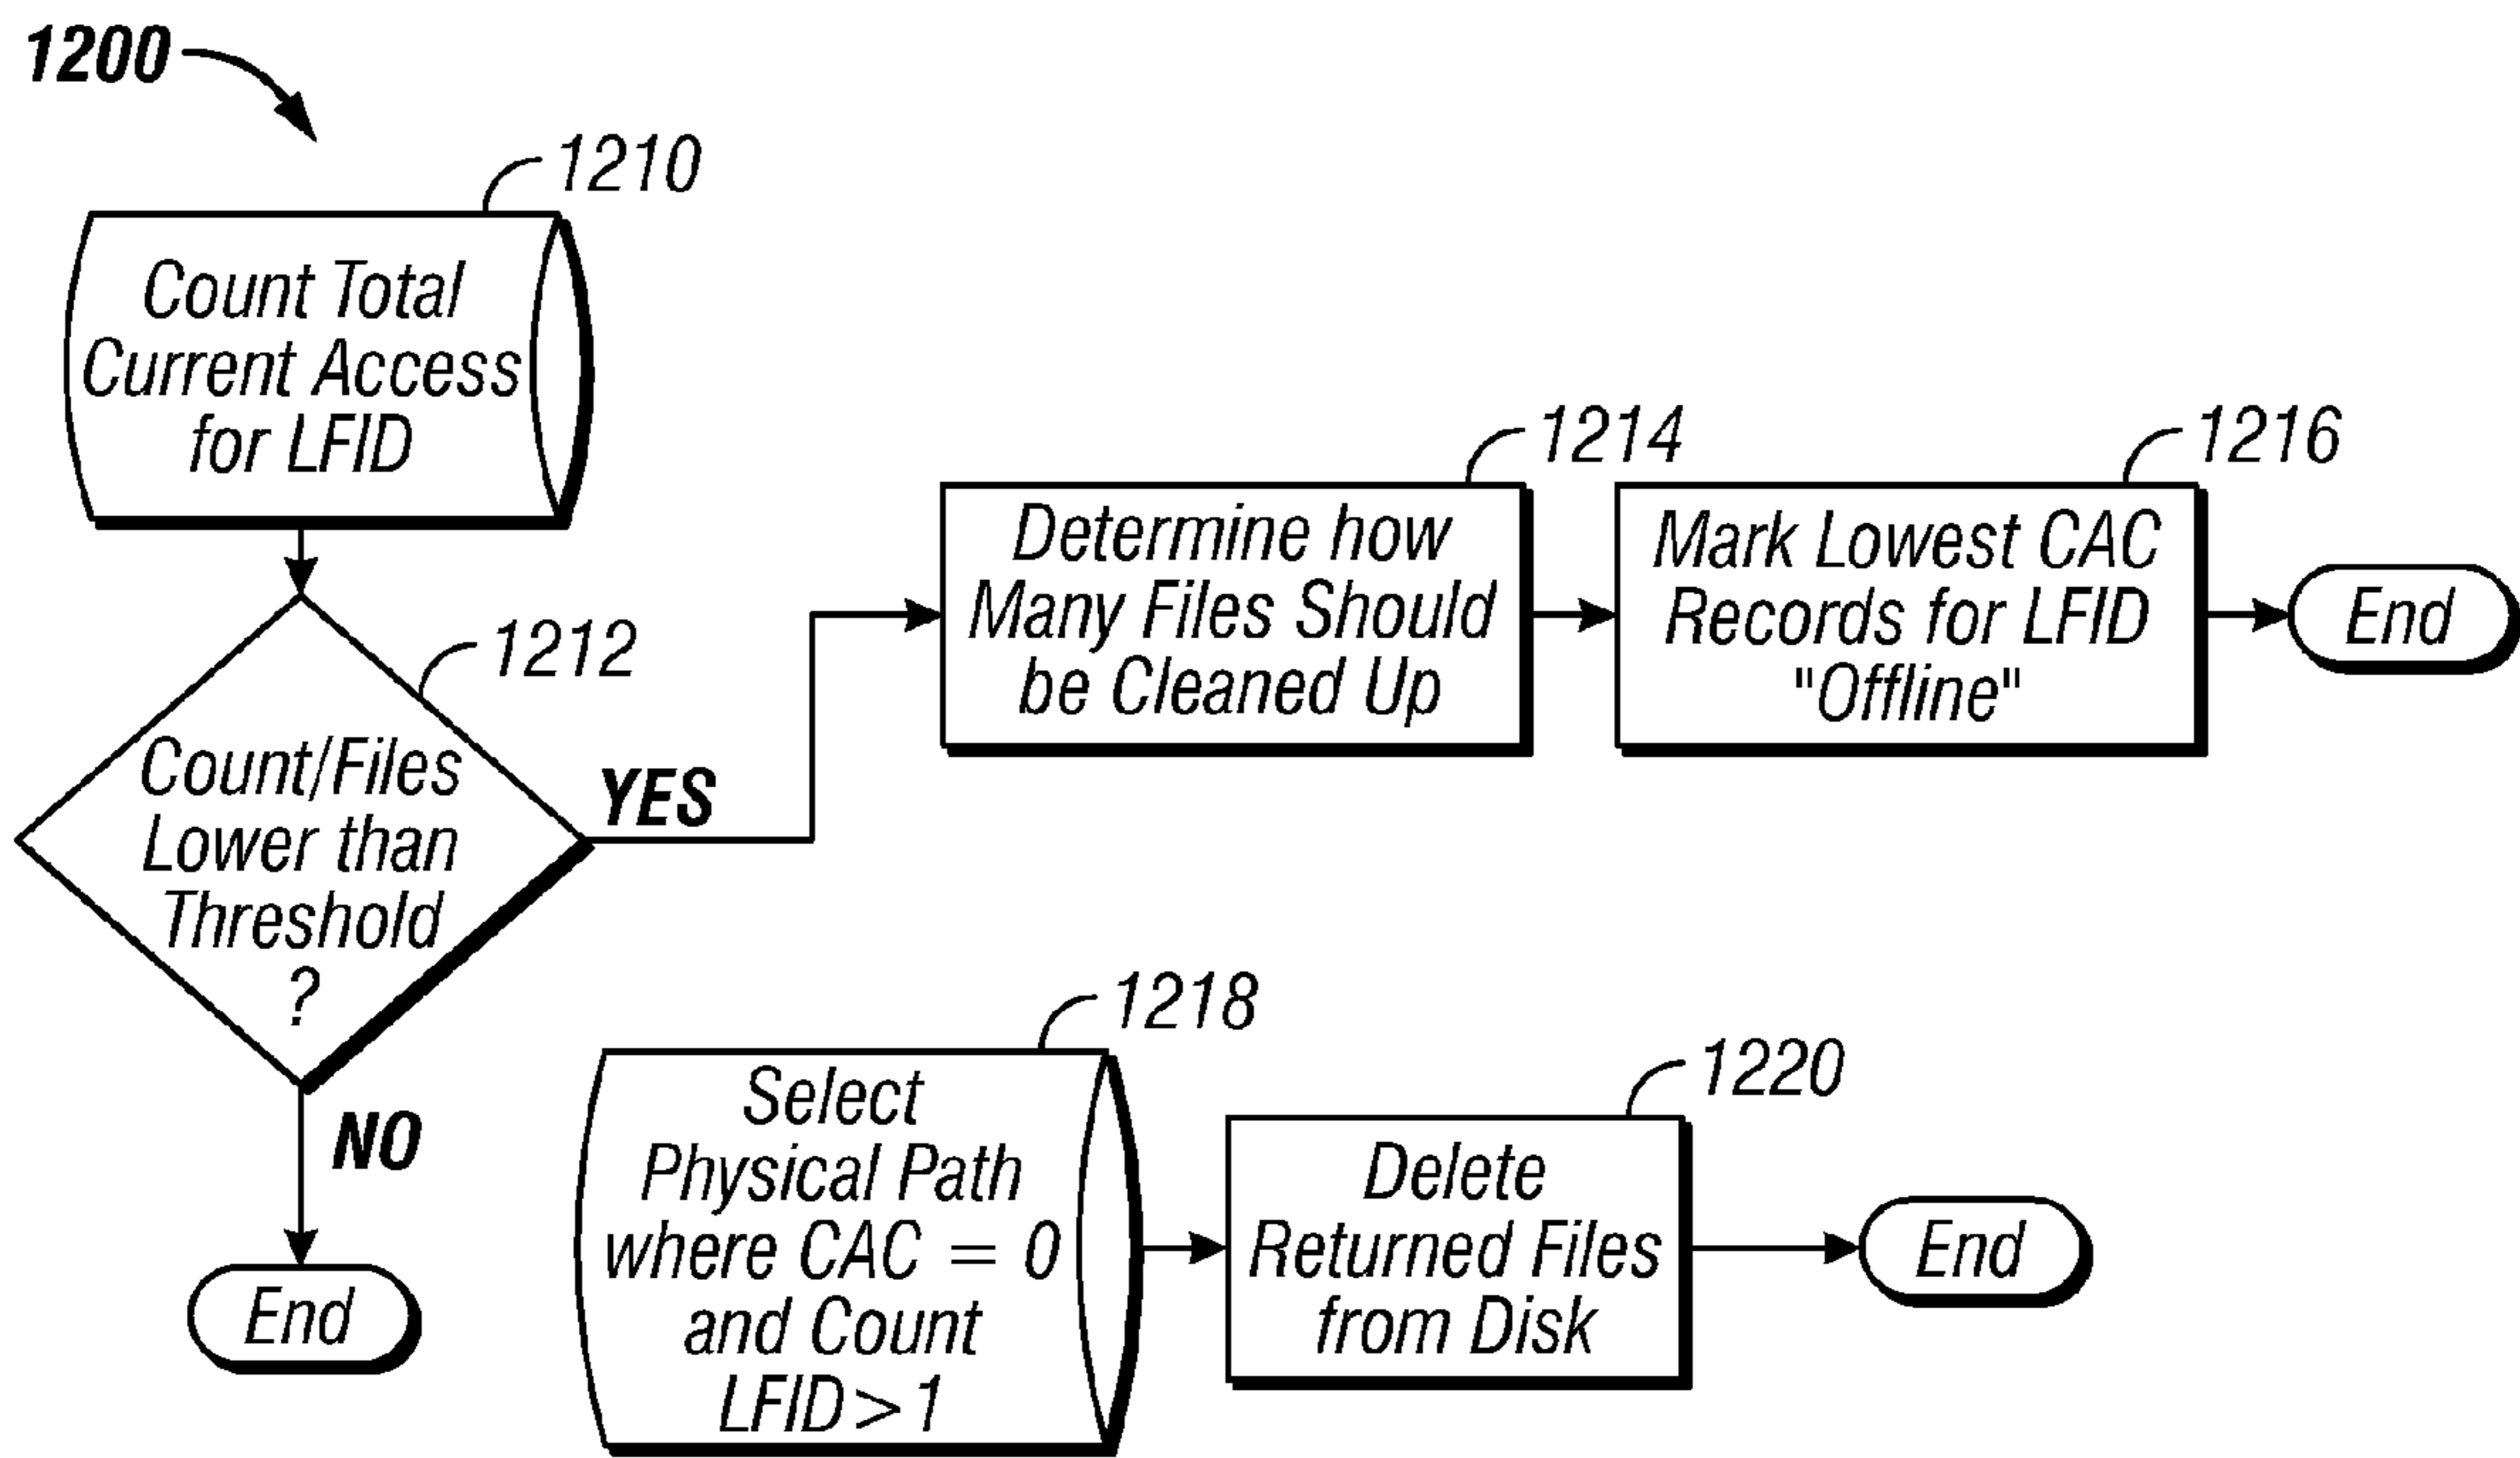 1200
1210
Count Total
Current Access
for LFID
1212
Count/Files
Lower than
Threshold
?
YES
NO
End
1214
Determine how
Many Files Should
be Cleaned Up
1216
Mark Lowest CAC
Records for LFID
"Offline"
End
1218
Select
Physical Path
where CAC = 0
and Count
LFID > 1
1220
Delete
Returned Files
from Disk
End